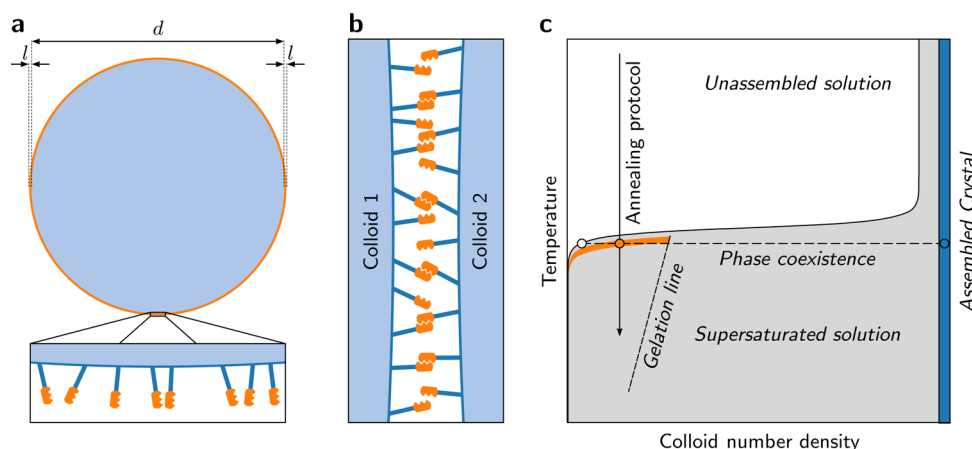 a
d
l
l
b
Colloid 1
Colloid 2
c
Temperature
Annealing protocol
Unassembled solution
Phase coexistence
Gelation line
Supersaturated solution
Assembled Crystal
Colloid number density